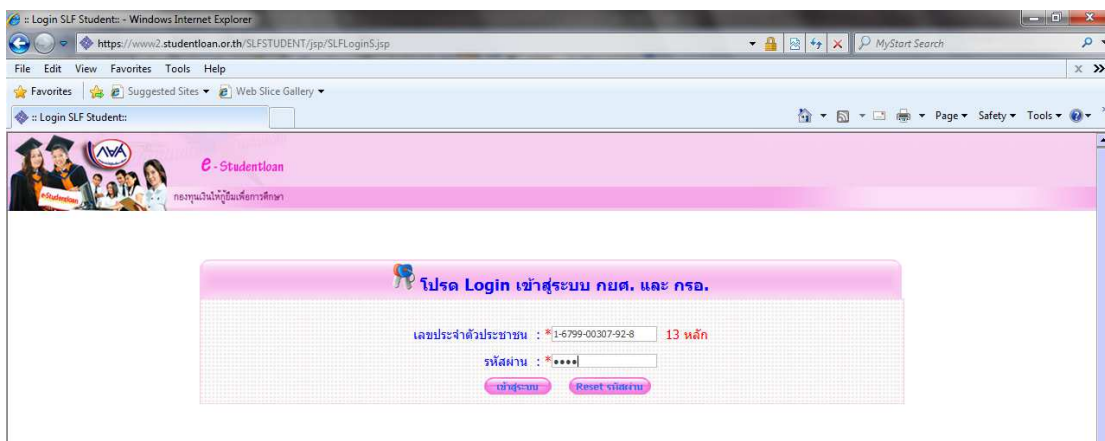 :: Login SLF Student:: - Windows Internet Explorer
https://www2.studentloan.or.th/SLFSTUDENT/jsp/SLFLoginS.jsp
MyStart Search
File Edit View Favorites Tools Help
Favorites Suggested Sites Web Slice Gallery
:: Login SLF Student:: Page Safety Tools
e-Studentloan
e-Studentloan
กองทุนเงินให้กู้ยืมเพื่อการศึกษา
โปรด Login เข้าสู่ระบบ กยศ. และ กรอ.
เลขประจำตัวประชาชน : *1-6799-00307-92-8 13 หลัก
รหัสผ่าน : *••••
เข้าสู่ระบบ Reset รหัสผ่าน